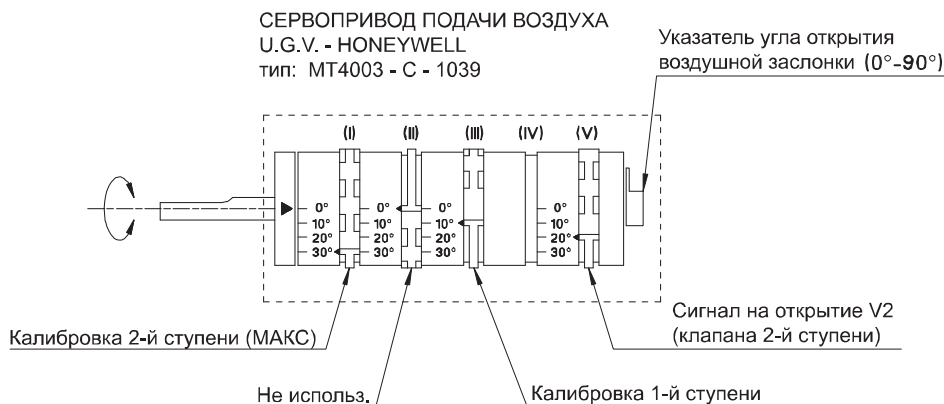 СЕРВОПРИВОД ПОДАЧИ ВОЗДУХА
U.G.V. - HONEYWELL
тип: MT4003 - C - 1039
Указатель угла открытия
воздушной заслонки (0°-90°)
(I) (II) (III) (IV) (V)
0° 0° 0° 0°
10° 10° 10° 10°
20° 20° 20° 20°
30° 30° 30° 30°
Калибровка 2-й ступени (МАКС)
Сигнал на открытие V2
(клапана 2-й ступени)
Не использ.
Калибровка 1-й ступени